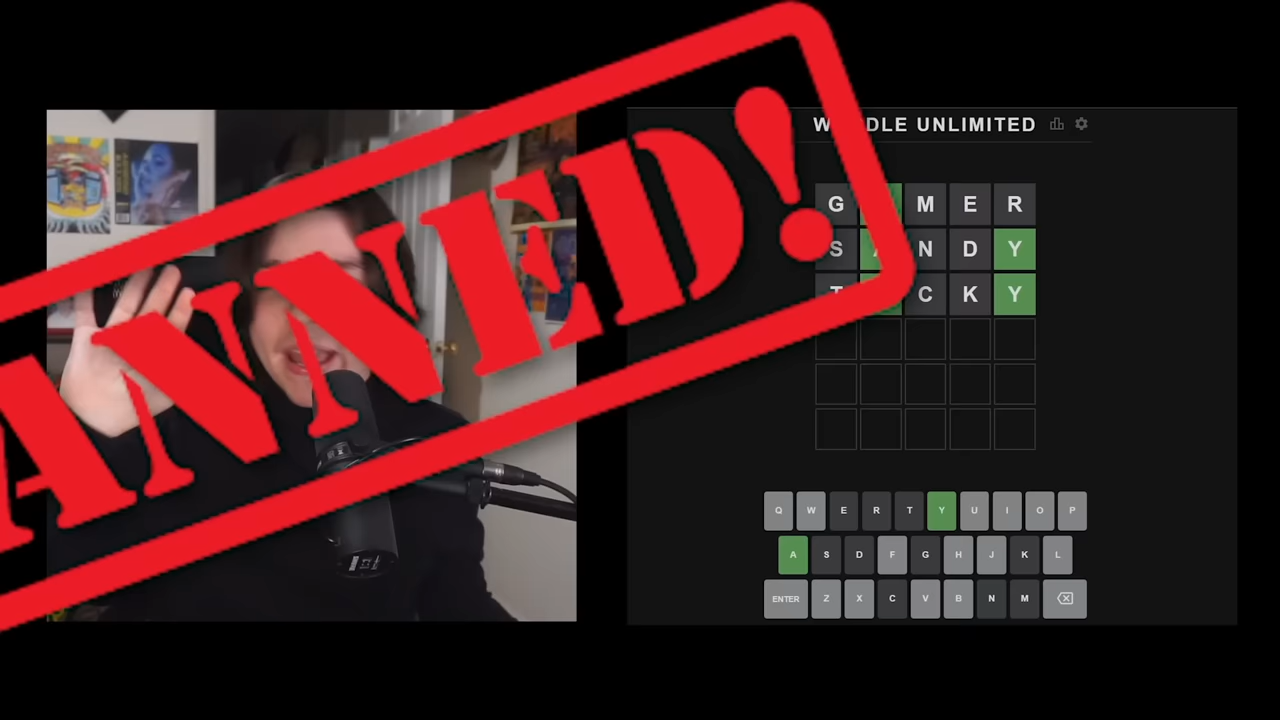 ANNED!
W DLE UNLIMITED
G M E R
S A N D Y
T C K Y
Q W E R T Y U I O P
A S D F G H J K L
ENTER Z X C V B N M